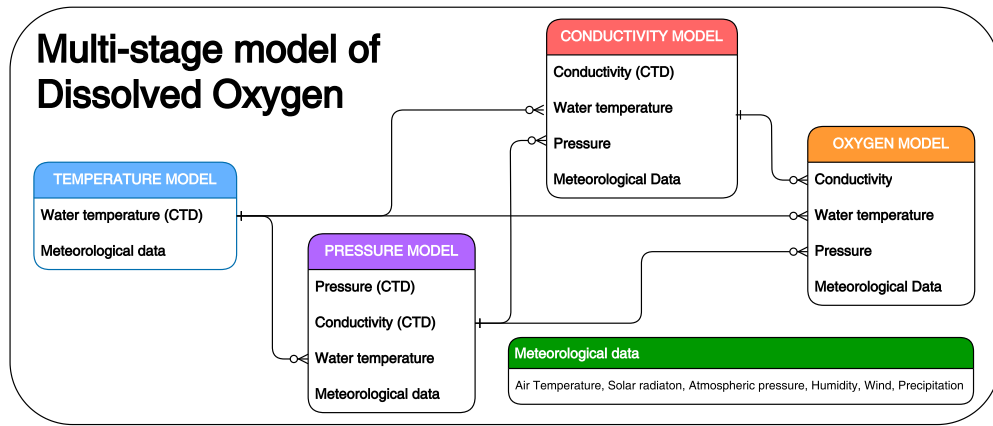 Multi-stage model of
Dissolved Oxygen
CONDUCTIVITY MODEL
Conductivity (CTD)
Water temperature
Pressure
Meteorological Data
OXYGEN MODEL
Conductivity
Water temperature
Pressure
Meteorological Data
TEMPERATURE MODEL
Water temperature (CTD)
Meteorological data
PRESSURE MODEL
Pressure (CTD)
Conductivity (CTD)
Water temperature
Meteorological data
Meteorological data
Air Temperature, Solar radiaton, Atmospheric pressure, Humidity, Wind, Precipitation